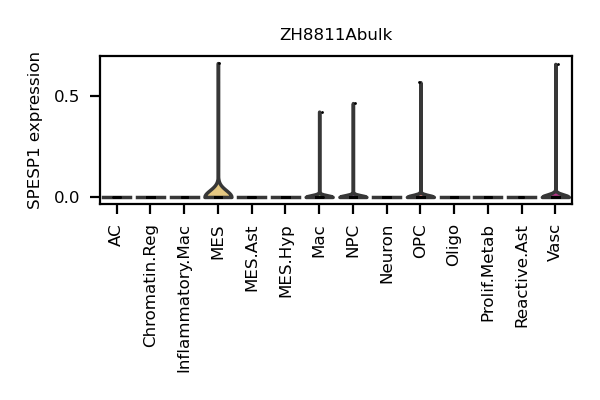 ZH8811Abulk
SPESP1 expression
0.5
0.0
AC
Chromatin.Reg
Inflammatory.Mac
MES
MES.Ast
MES.Hyp
Mac
NPC
Neuron
OPC
Oligo
Prolif.Metab
Reactive.Ast
Vasc